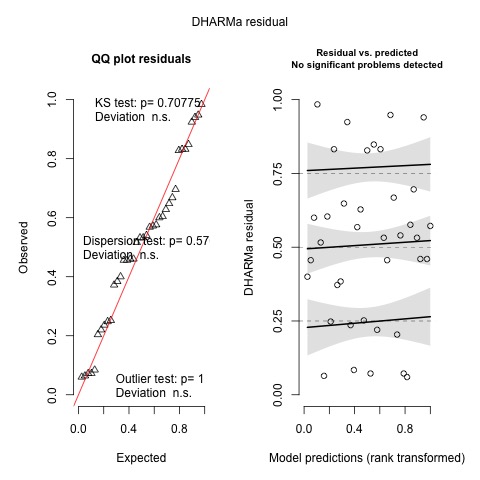 DHARMa residual
QQ plot residuals
KS test: p= 0.70775
Deviation n.s.
Dispersion test: p= 0.57
Deviation n.s.
Outlier test: p= 1
Deviation n.s.
Observed
0.0 0.2 0.4 0.6 0.8 1.0
0.0 0.4 0.8
Expected
Residual vs. predicted
No significant problems detected
DHARMa residual
0.00 0.25 0.50 0.75 1.00
0.0 0.4 0.8
Model predictions (rank transformed)